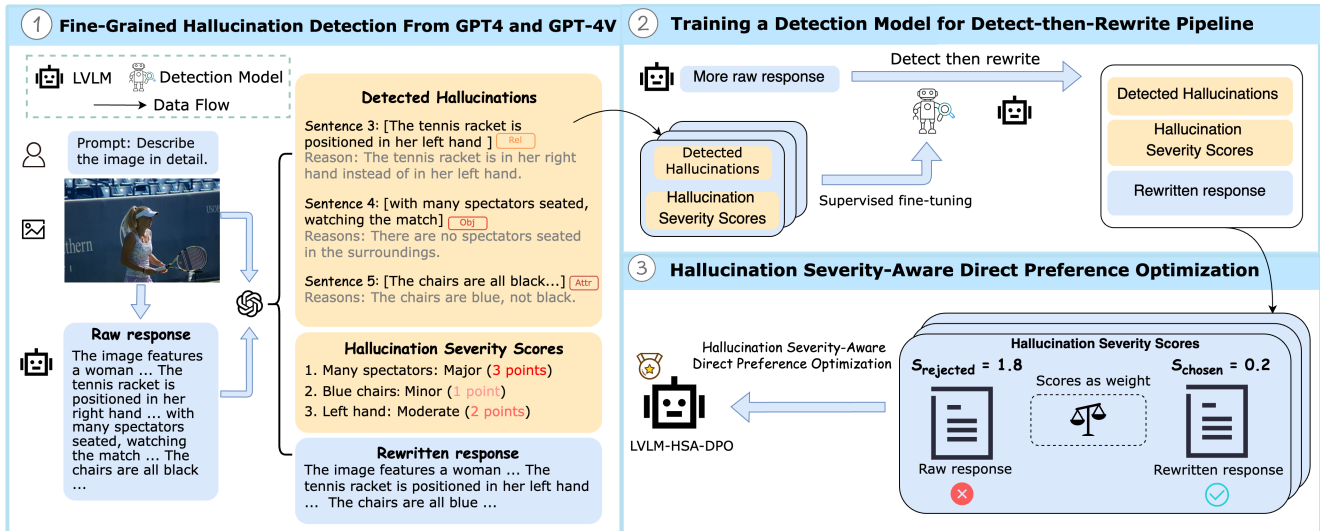 1 Fine-Grained Hallucination Detection From GPT4 and GPT-4V
LVLM
Detection Model
Data Flow
Prompt: Describe
the image in detail.
Raw response
The image features
a woman ... The
tennis racket is
positioned in her
right hand ... with
many spectators
seated, watching
the match ... The
chairs are all black
...
Detected Hallucinations
Sentence 3: [The tennis racket is
positioned in her left hand ] Rel
Reason: The tennis racket is in her right
hand instead of in her left hand.
Sentence 4: [with many spectators seated,
watching the match] Obj
Reasons: There are no spectators seated
in the surroundings.
Sentence 5: [The chairs are all black...] Attr
Reasons: The chairs are blue, not black.
Hallucination Severity Scores
1. Many spectators: Major (3 points)
2. Blue chairs: Minor (1 point)
3. Left hand: Moderate (2 points)
Rewritten response
The image features a woman ... The
tennis racket is positioned in her left hand
... The chairs are all blue ...
2 Training a Detection Model for Detect-then-Rewrite Pipeline
More raw response
Detect then rewrite
Detected
Hallucinations
Hallucination
Severity Scores
Supervised fine-tuning
Detected Hallucinations
Hallucination
Severity Scores
Rewritten response
3 Hallucination Severity-Aware Direct Preference Optimization
Hallucination Severity-Aware
Direct Preference Optimization
LVLM-HSA-DPO
Hallucination Severity Scores
Srejected = 1.8
Schosen = 0.2
Scores as weight
Raw response
Rewritten response